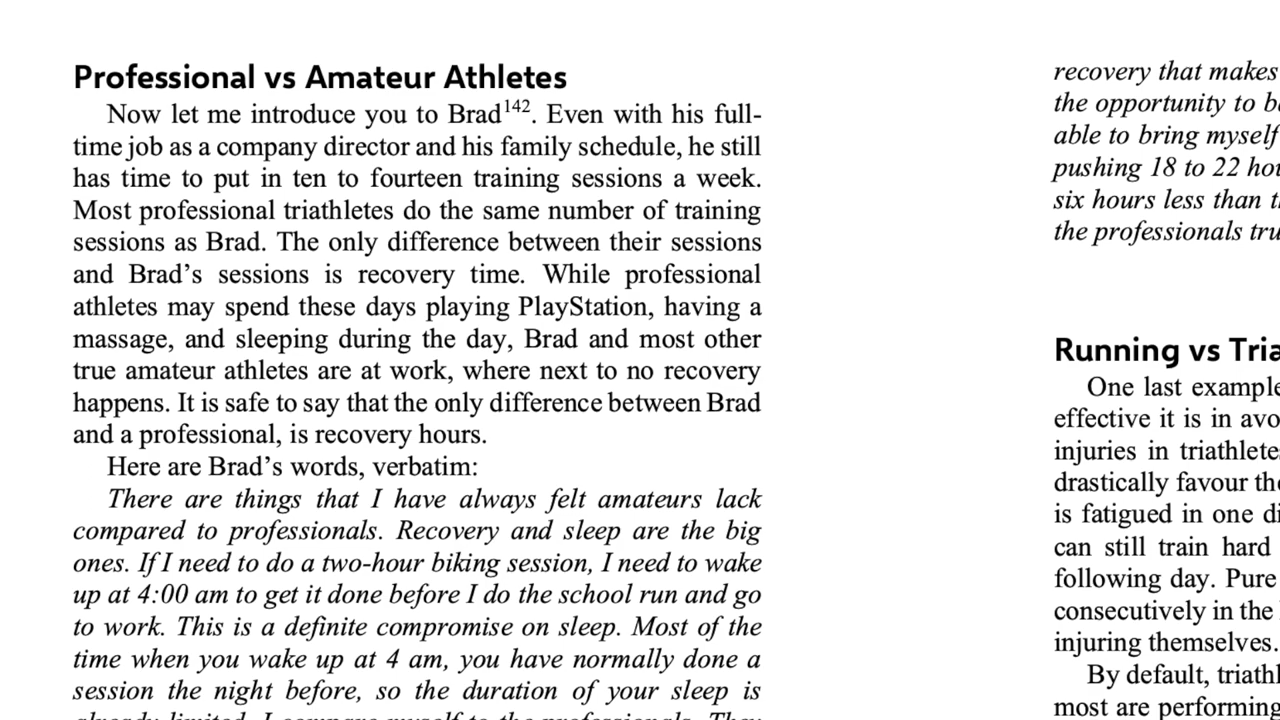 Professional vs Amateur Athletes
Now let me introduce you to Brad142. Even with his full-
time job as a company director and his family schedule, he still
has time to put in ten to fourteen training sessions a week.
Most professional triathletes do the same number of training
sessions as Brad. The only difference between their sessions
and Brad's sessions is recovery time. While professional
athletes may spend these days playing PlayStation, having a
massage, and sleeping during the day, Brad and most other
true amateur athletes are at work, where next to no recovery
happens. It is safe to say that the only difference between Brad
and a professional, is recovery hours.
Here are Brad's words, verbatim:
There are things that I have always felt amateurs lack
compared to professionals. Recovery and sleep are the big
ones. If I need to do a two-hour biking session, I need to wake
up at 4:00 am to get it done before I do the school run and go
to work. This is a definite compromise on sleep. Most of the
time when you wake up at 4 am, you have normally done a
session the night before, so the duration of your sleep is
already limited. I compare myself to the professionals. They
recovery that makes
the opportunity to
able to bring myself
pushing 18 to 22
six hours less than
the professionals
Running vs
One last example
effective it is in
injuries in
drastically favour
is fatigued in one
can still train hard
following day. Pure
consecutively in the
injuring themselves.
By default,
most are performing